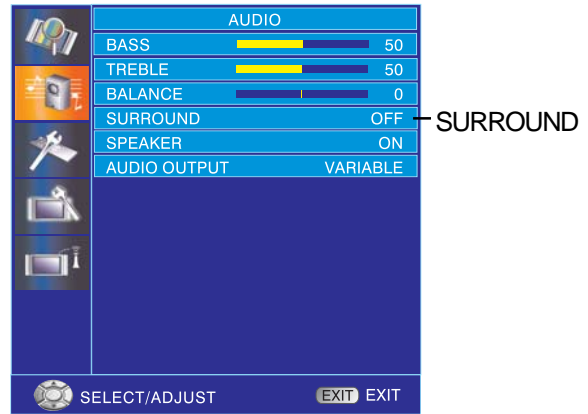 AUDIO
BASS 50
TREBLE 50
BALANCE 0
SURROUND OFF
SURROUND
SPEAKER ON
AUDIO OUTPUT VARIABLE
SELECT/ADJUST EXIT EXIT